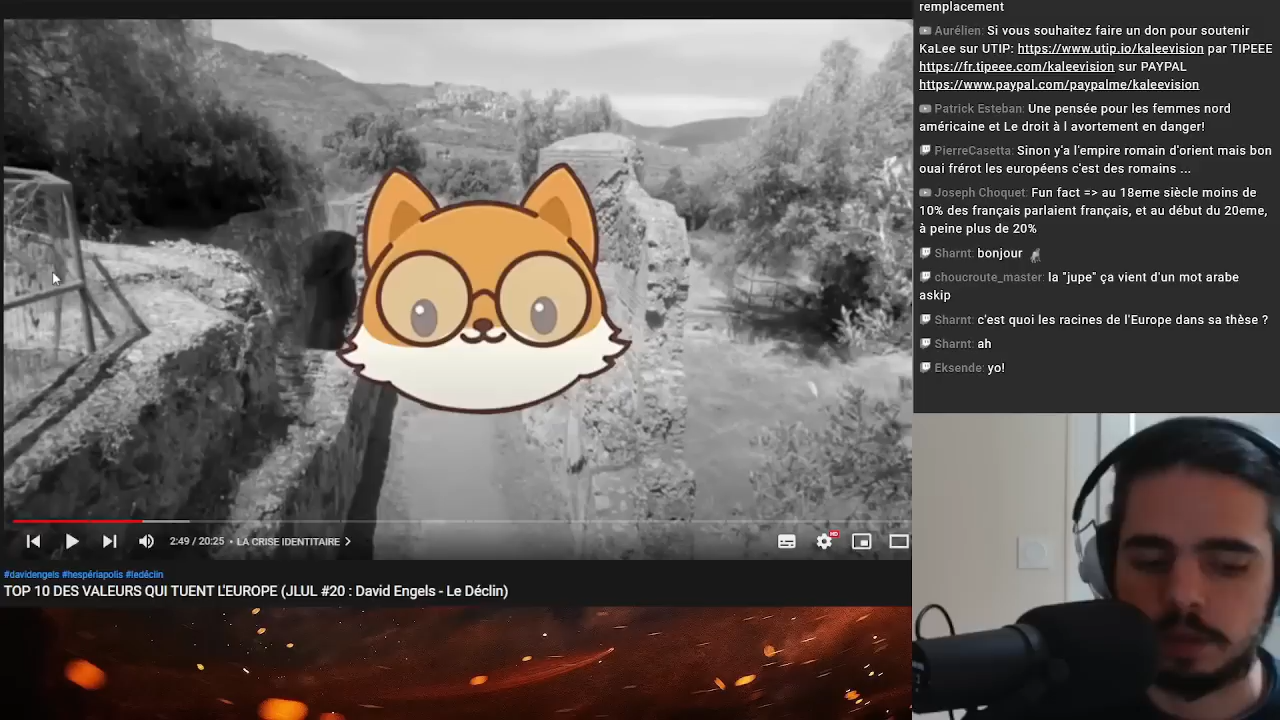 remplacement
Aurélien: Si vous souhaitez faire un don pour soutenir
KaLee sur UTIP: https://www.utip.io/kaleevision par TIPEEE
https://fr.tipeee.com/kaleevision sur PAYPAL
https://www.paypal.com/paypalme/kaleevision
Patrick Esteban: Une pensée pour les femmes nord
américaine et Le droit à l avortement en danger!
PierreCasetta: Sinon y'a l'empire romain d'orient mais bon
ouai frérot les européens c'est des romains ...
Joseph Choquet: Fun fact => au 18eme siècle moins de
10% des français parlaient français, et au début du 20eme,
à peine plus de 20%
Sharnt: bonjour
choucroute_master: la "jupe" ça vient d'un mot arabe
askip
Sharnt: c'est quoi les racines de l'Europe dans sa thèse ?
Sharnt: ah
Eksende: yo!
2:49 / 20:25 • LA CRISE IDENTITAIRE
HD
#davidengels #hespériapolis #ledéclin
TOP 10 DES VALEURS QUI TUENT L'EUROPE (JLUL #20 : David Engels - Le Déclin)